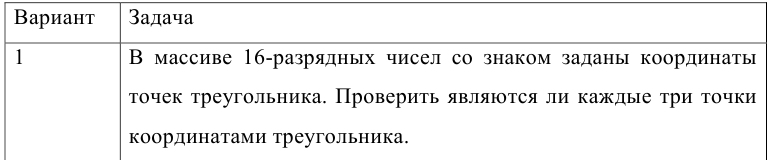 Вариант Задача
1 В массиве 16-разрядных чисел со знаком заданы координаты
точек треугольника. Проверить являются ли каждые три точки
координатами треугольника.